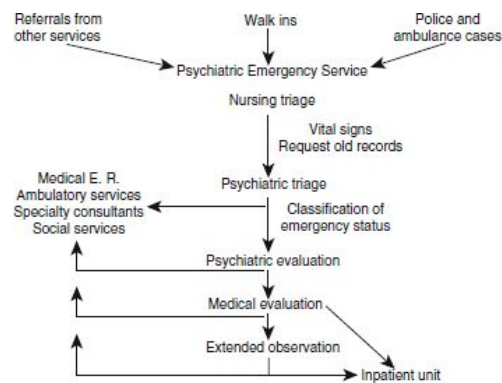 Referrals from
other services
Walk ins
Police and
ambulance cases
Psychiatric Emergency Service
Nursing triage
Vital signs
Request old records
Psychiatric triage
Medical E. R.
Ambulatory services
Specialty consultants
Social services
Classification of
emergency status
Psychiatric evaluation
Medical evaluation
Extended observation
Inpatient unit